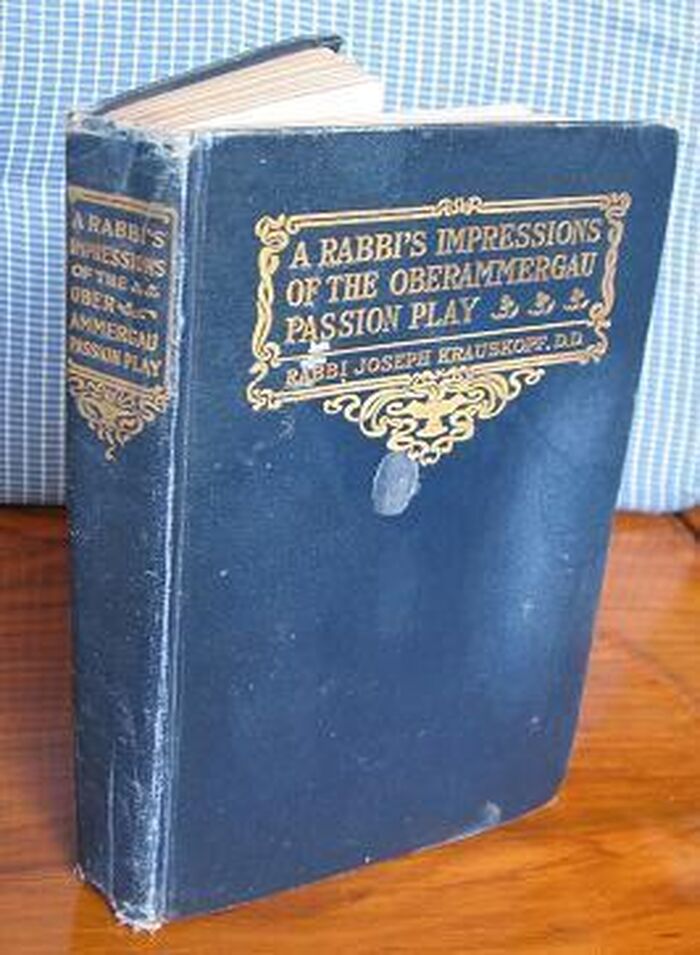 A RABBI'S
IMPRESSIONS
OF THE
OBER
AMMERGAU
PASSION PLAY
A RABBI'S IMPRESSIONS
OF THE OBERAMMERGAU
PASSION PLAY
RABBI JOSEPH KRAUSKOPF, D.D.